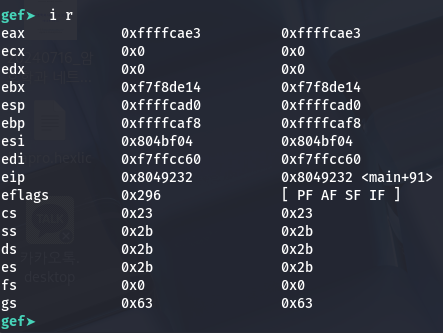 gef➤ i r
eax 0xffffcae3 0xffffcae3
ecx 0x0 0x0
edx 0x0 0x0
ebx 0xf7f8de14 0xf7f8de14
esp 0xffffcad0 0xffffcad0
ebp 0xffffcaf8 0xffffcaf8
esi 0x804bf04 0x804bf04
edi 0xf7ffcc60 0xf7ffcc60
eip 0x8049232 0x8049232 <main+91>
eflags 0x296 [ PF AF SF IF ]
cs 0x23 0x23
ss 0x2b 0x2b
ds 0x2b 0x2b
es 0x2b 0x2b
fs 0x0 0x0
gs 0x63 0x63
gef➤